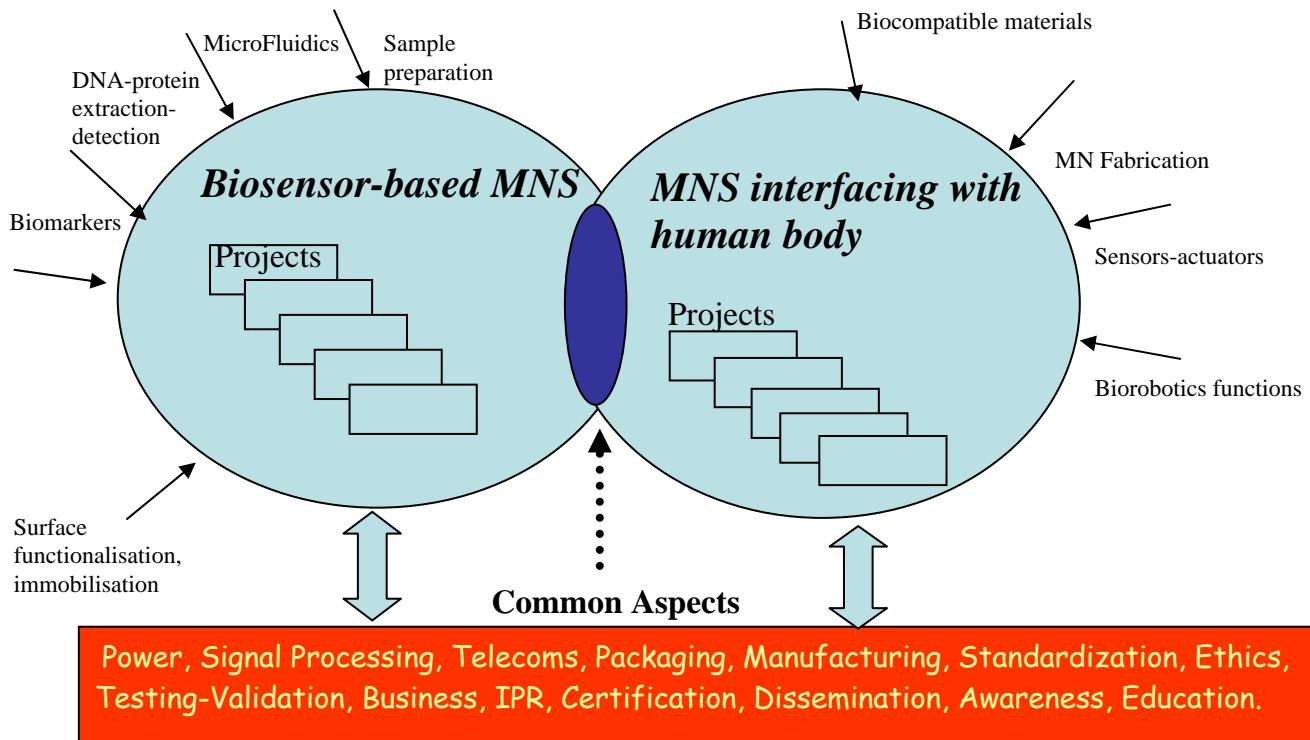 MicroFluidics
Sample
preparation
DNA-protein
extraction-
detection
Biomarkers
Surface
functionalisation,
immobilisation
Biosensor-based MNS
Projects
Biocompatible materials
MN Fabrication
Sensors-actuators
Biorobotics functions
MNS interfacing with
human body
Projects
Common Aspects
Power, Signal Processing, Telecoms, Packaging, Manufacturing, Standardization, Ethics,
Testing-Validation, Business, IPR, Certification, Dissemination, Awareness, Education.